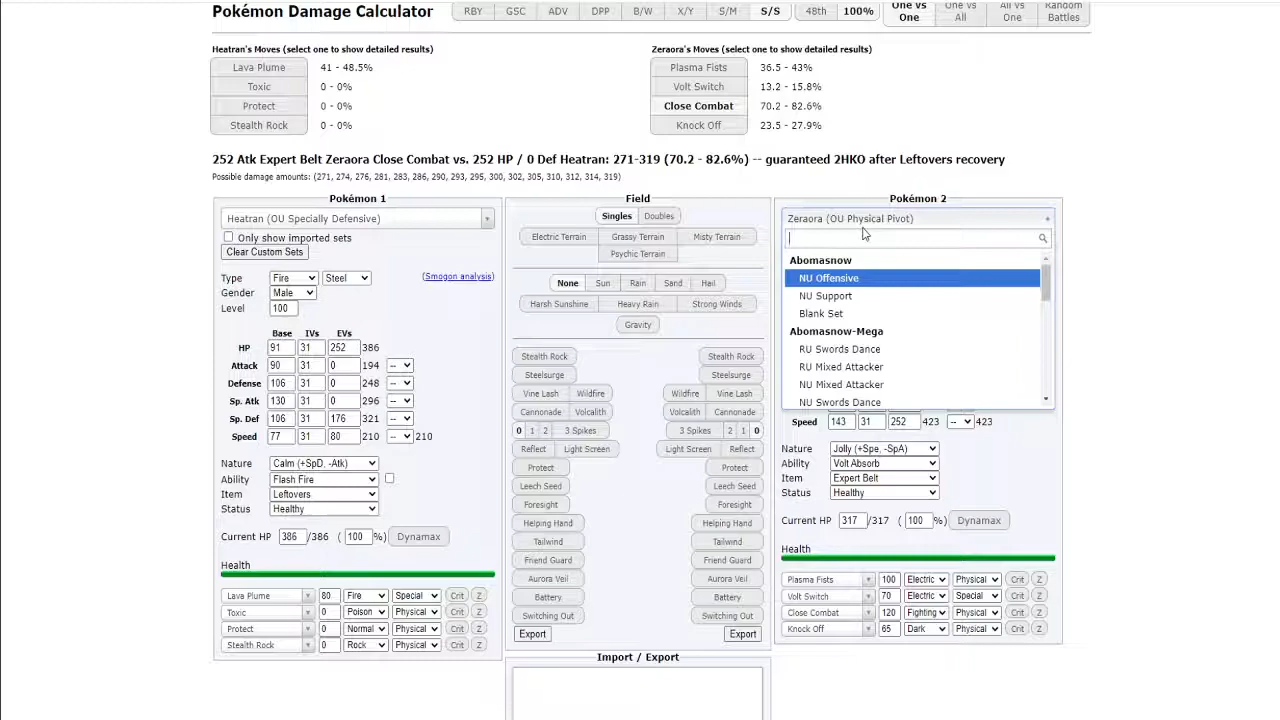 Pokémon Damage Calculator
RBY GSC ADV DPP B/W X/Y S/M S/S 48th 100% One vs One One vs All All vs One Random Battles
Heatran's Moves (select one to show detailed results)
Lava Plume 41 - 48.5%
Toxic 0 - 0%
Protect 0 - 0%
Stealth Rock 0 - 0%
Zeraora's Moves (select one to show detailed results)
Plasma Fists 36.5 - 43%
Volt Switch 13.2 - 15.8%
Close Combat 70.2 - 82.6%
Knock Off 23.5 - 27.9%
252 Atk Expert Belt Zeraora Close Combat vs. 252 HP / 0 Def Heatran: 271-319 (70.2 - 82.6%) -- guaranteed 2HKO after Leftovers recovery
Possible damage amounts: (271, 274, 276, 281, 283, 286, 290, 293, 295, 300, 302, 305, 310, 312, 314, 319)
Pokémon 1
Heatran (OU Specially Defensive)
Only show imported sets
Clear Custom Sets
Type Fire Steel (Smogon analysis)
Gender Male
Level 100
Base IVs EVs
HP 91 31 252 386
Attack 90 31 0 194 --
Defense 106 31 0 248 --
Sp. Atk 130 31 0 296 --
Sp. Def 106 31 176 321 --
Speed 77 31 80 210 -- 210
Nature Calm (+SpD, -Atk)
Ability Flash Fire
Item Leftovers
Status Healthy
Current HP 386 /386 ( 100 %) Dynamax
Health
Lava Plume 80 Fire Special Crit Z
Toxic 0 Poison Physical Crit Z
Protect 0 Normal Physical Crit Z
Stealth Rock 0 Rock Physical Crit Z
Field
Singles Doubles
Electric Terrain Grassy Terrain Misty Terrain
Psychic Terrain
None Sun Rain Sand Hail
Harsh Sunshine Heavy Rain Strong Winds
Gravity
Stealth Rock Stealth Rock
Steelsurge Steelsurge
Vine Lash Wildfire Wildfire Vine Lash
Cannonade Volcalith Volcalith Cannonade
0 1 2 3 Spikes 3 Spikes 2 1 0
Reflect Light Screen Light Screen Reflect
Protect Protect
Leech Seed Leech Seed
Foresight Foresight
Helping Hand Helping Hand
Tailwind Tailwind
Friend Guard Friend Guard
Aurora Veil Aurora Veil
Battery Battery
Switching Out Switching Out
Export Export
Import / Export
Pokémon 2
Zeraora (OU Physical Pivot)
Abomasnow
NU Offensive
NU Support
Blank Set
Abomasnow-Mega
RU Swords Dance
RU Mixed Attacker
NU Mixed Attacker
NU Swords Dance
Speed 143 31 252 423 -- 423
Nature Jolly (+Spe, -SpA)
Ability Volt Absorb
Item Expert Belt
Status Healthy
Current HP 317 /317 ( 100 %) Dynamax
Health
Plasma Fists 100 Electric Physical Crit Z
Volt Switch 70 Electric Special Crit Z
Close Combat 120 Fighting Physical Crit Z
Knock Off 65 Dark Physical Crit Z